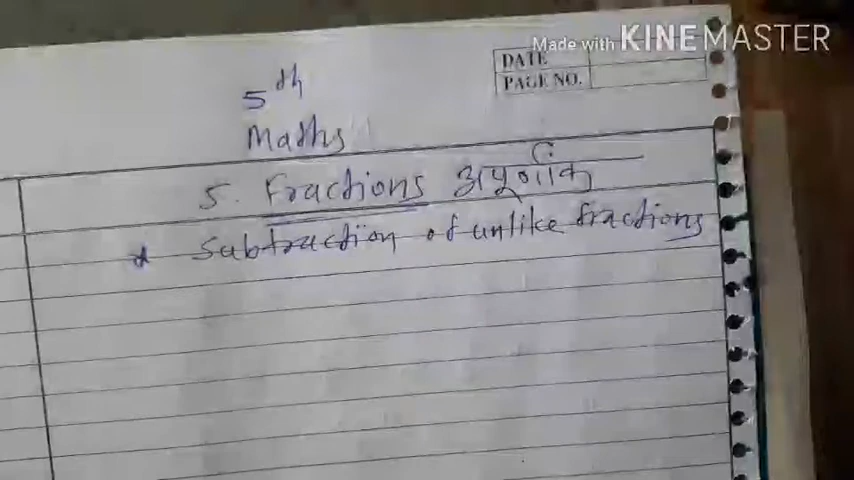 Made with KINEMASTER
DATE
PAGE NO.
5th
Maths
5. Fractions अपूर्णांक
* Subtraction of unlike fractions